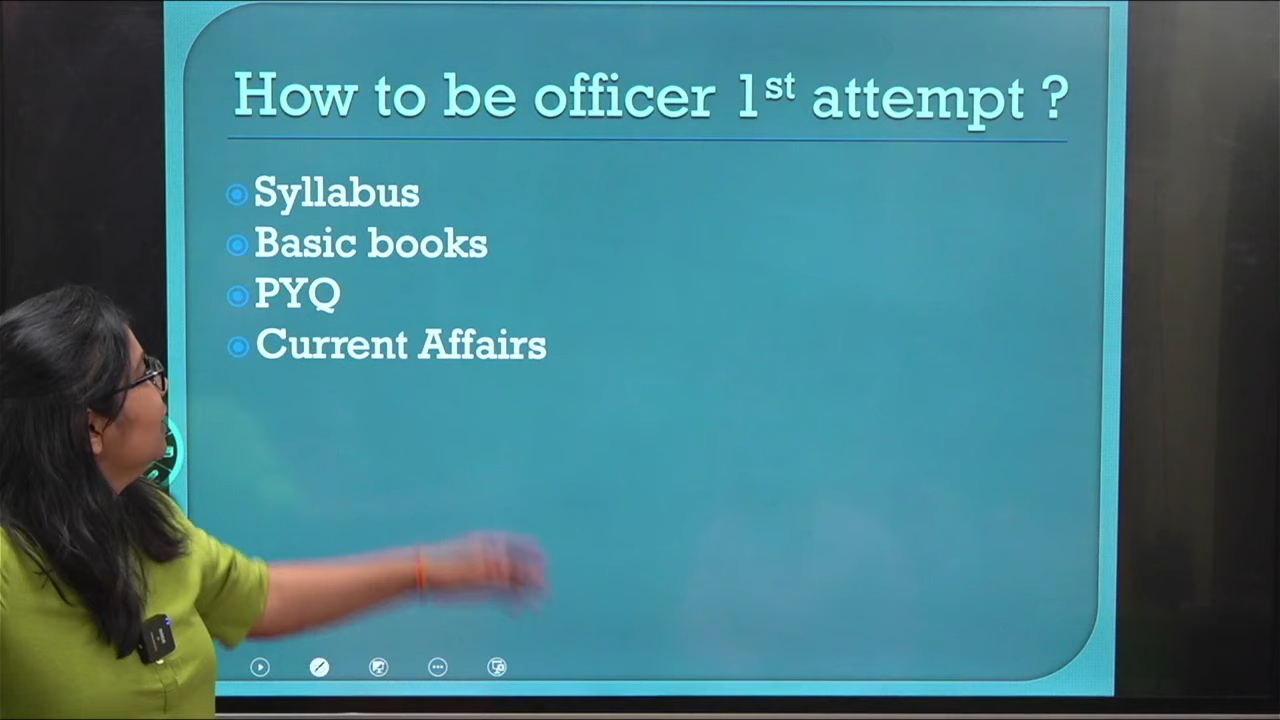 How to be officer 1st attempt ?
Syllabus
Basic books
PYQ
Current Affairs